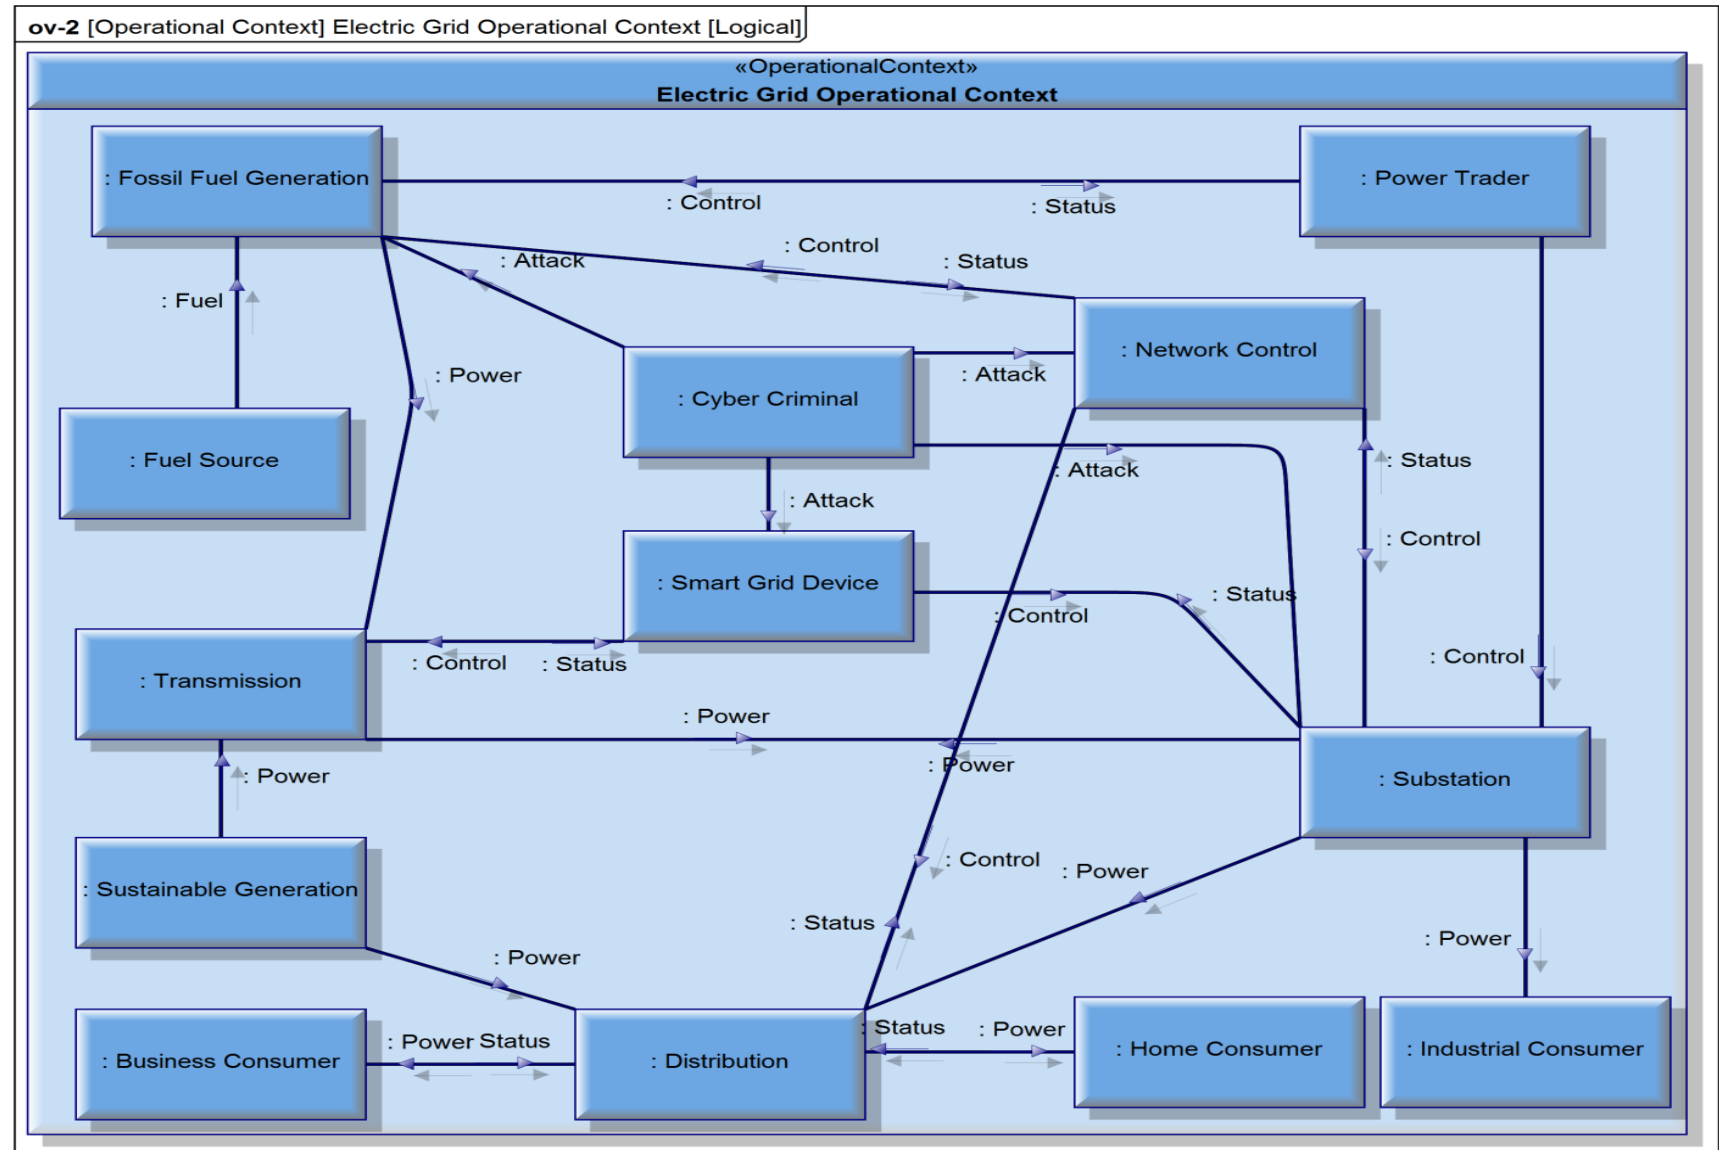 ov-2 [Operational Context] Electric Grid Operational Context [Logical]
«OperationalContext»
Electric Grid Operational Context
: Fossil Fuel Generation
: Power Trader
: Control
: Status
: Control
: Attack
: Status
: Fuel
: Network Control
: Power
: Attack
: Cyber Criminal
: Fuel Source
: Attack
: Status
: Attack
: Control
: Smart Grid Device
: Status
: Control
: Control
: Status
: Control
: Transmission
: Power
: Power
: Power
: Substation
: Control
: Power
: Sustainable Generation
: Status
: Power
: Power
: Business Consumer
: Power
Status
: Distribution
: Status
: Power
: Home Consumer
: Industrial Consumer